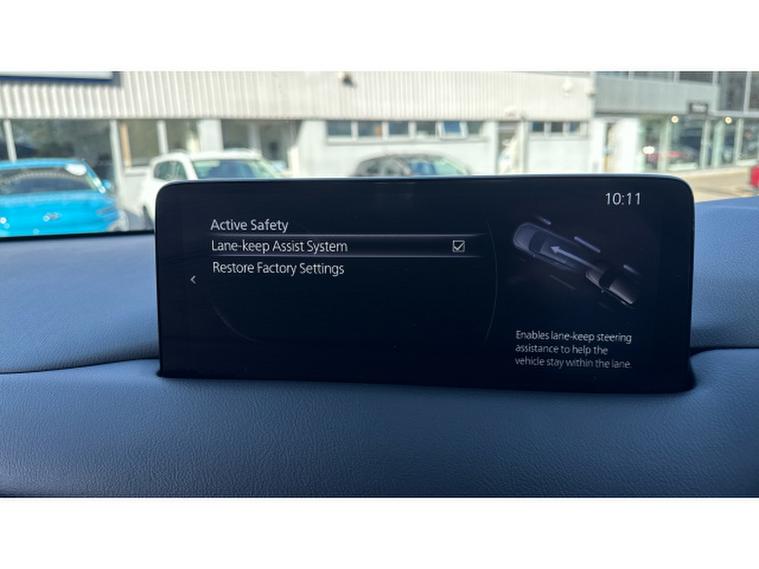 10:11
Active Safety
Lane-keep Assist System
Restore Factory Settings
Enables lane-keep steering
assistance to help the
vehicle stay within the lane.